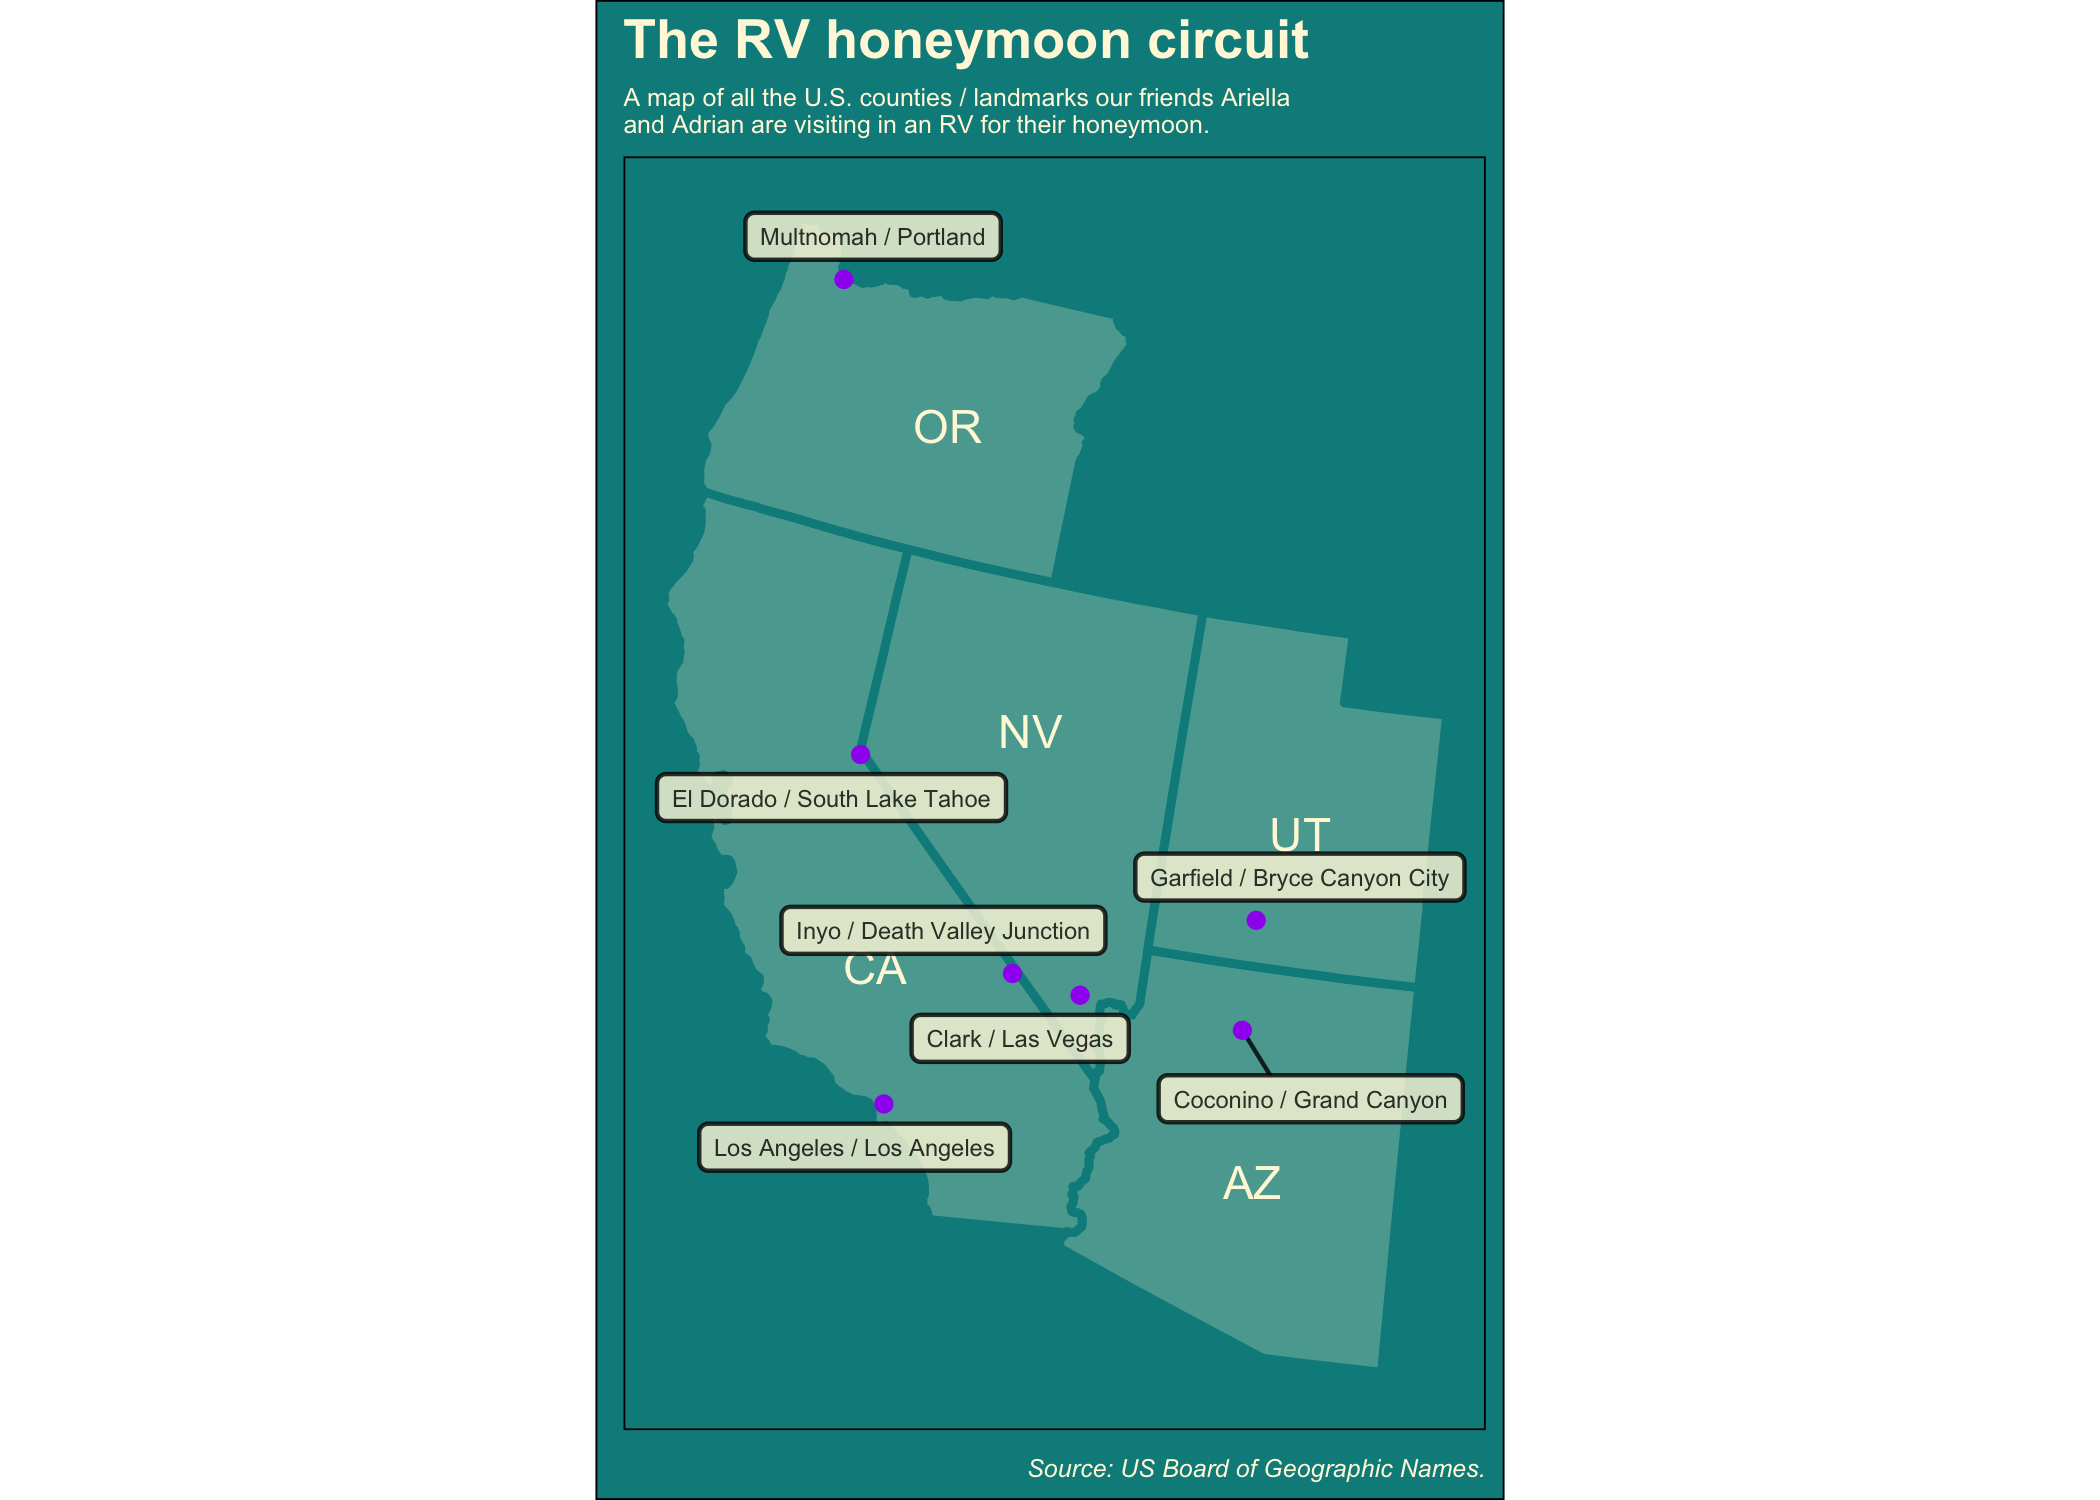 The RV honeymoon circuit
A map of all the U.S. counties / landmarks our friends Ariella
and Adrian are visiting in an RV for their honeymoon.
Multnomah / Portland
OR
NV
El Dorado / South Lake Tahoe
UT
Garfield / Bryce Canyon City
Inyo / Death Valley Junction
CA
Clark / Las Vegas
Coconino / Grand Canyon
Los Angeles / Los Angeles
AZ
Source: US Board of Geographic Names.